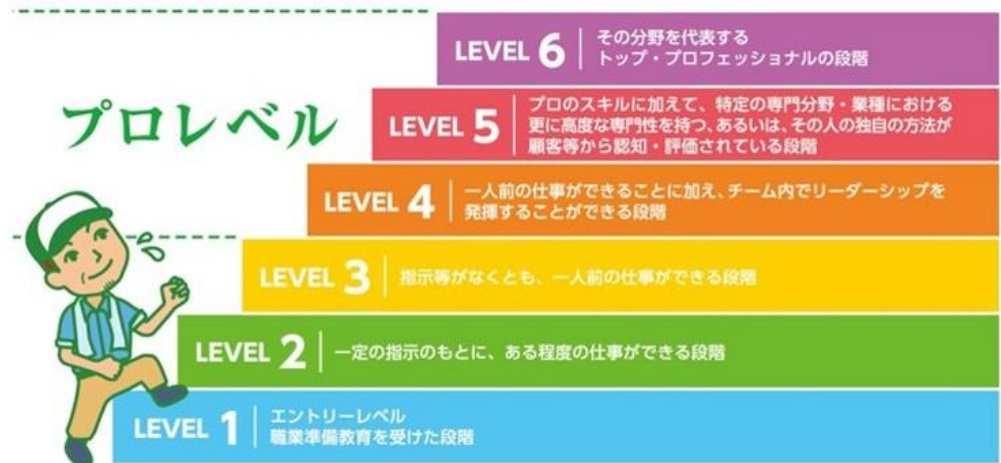 LEVEL 6
その分野を代表する
トップ・プロフェッショナルの段階
プロレベル
LEVEL 5
プロのスキルに加えて、特定の専門分野・業種における
更に高度な専門性を持つ、あるいは、その人の独自の方法が
顧客等から認知・評価されている段階
LEVEL 4
一人前の仕事ができることに加え、チーム内でリーダーシップを
発揮することができる段階
LEVEL 3
指示等がなくとも、一人前の仕事ができる段階
LEVEL 2
一定の指示のもとに、ある程度の仕事ができる段階
LEVEL 1
エントリーレベル
職業準備教育を受けた段階